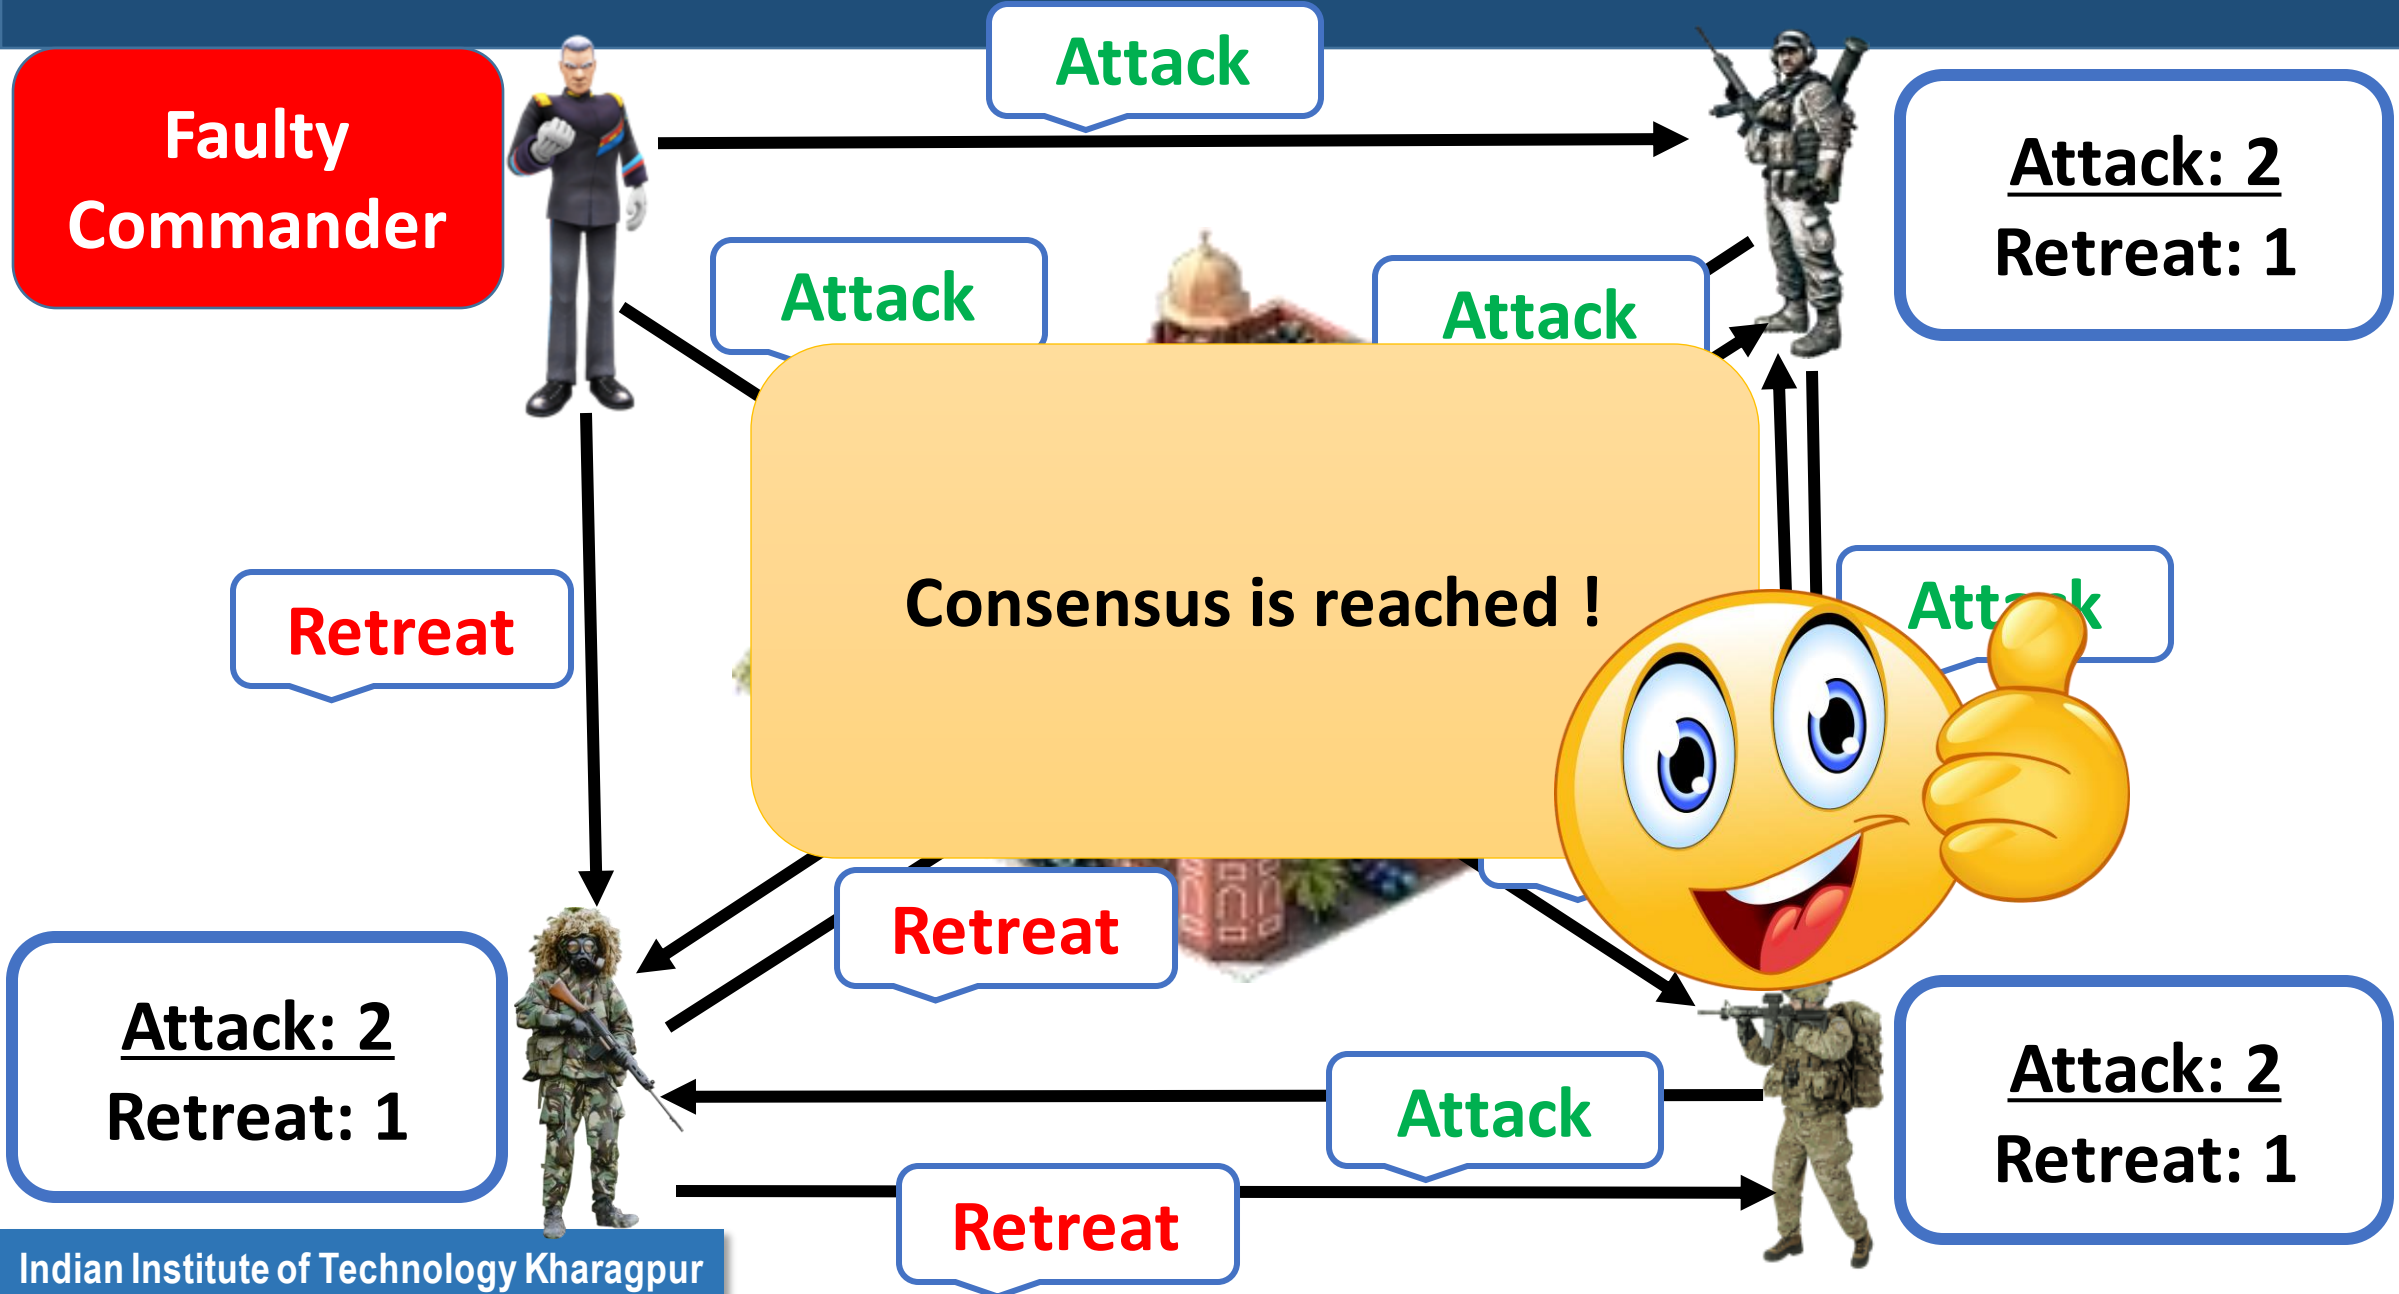 Attack
Faulty
Commander
Attack: 2
Retreat: 1
Attack
Attack
Consensus is reached !
Attack
Retreat
Retreat
Attack: 2
Retreat: 1
Attack: 2
Retreat: 1
Attack
Retreat
Indian Institute of Technology Kharagpur